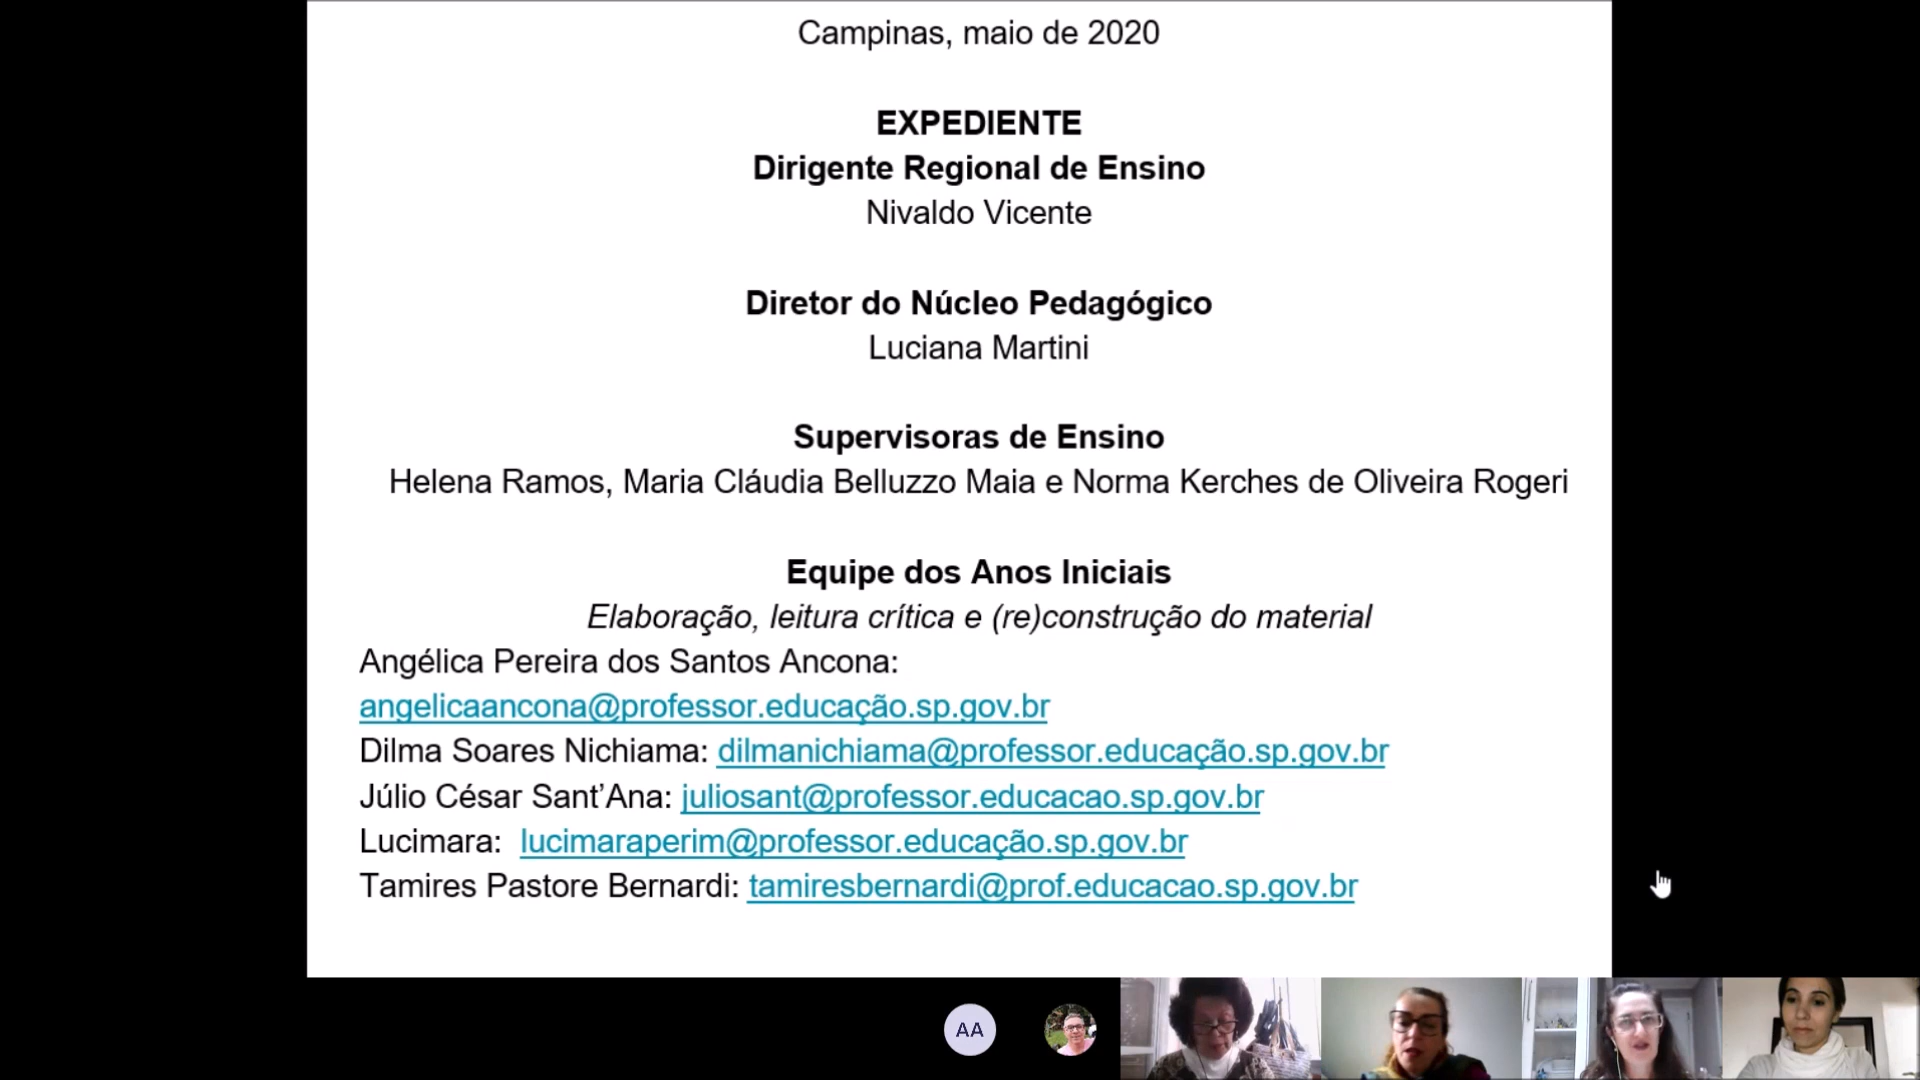 Campinas, maio de 2020
EXPEDIENTE
Dirigente Regional de Ensino
Nivaldo Vicente
Diretor do Núcleo Pedagógico
Luciana Martini
Supervisoras de Ensino
Helena Ramos, Maria Cláudia Belluzzo Maia e Norma Kerches de Oliveira Rogeri
Equipe dos Anos Iniciais
Elaboração, leitura crítica e (re)construção do material
Angélica Pereira dos Santos Ancona:
angelicaancona@professor.educação.sp.gov.br
Dilma Soares Nichiama: dilmanichiama@professor.educação.sp.gov.br
Júlio César Sant’Ana: juliosant@professor.educacao.sp.gov.br
Lucimara: lucimaraperim@professor.educação.sp.gov.br
Tamires Pastore Bernardi: tamiresbernardi@prof.educacao.sp.gov.br
AA